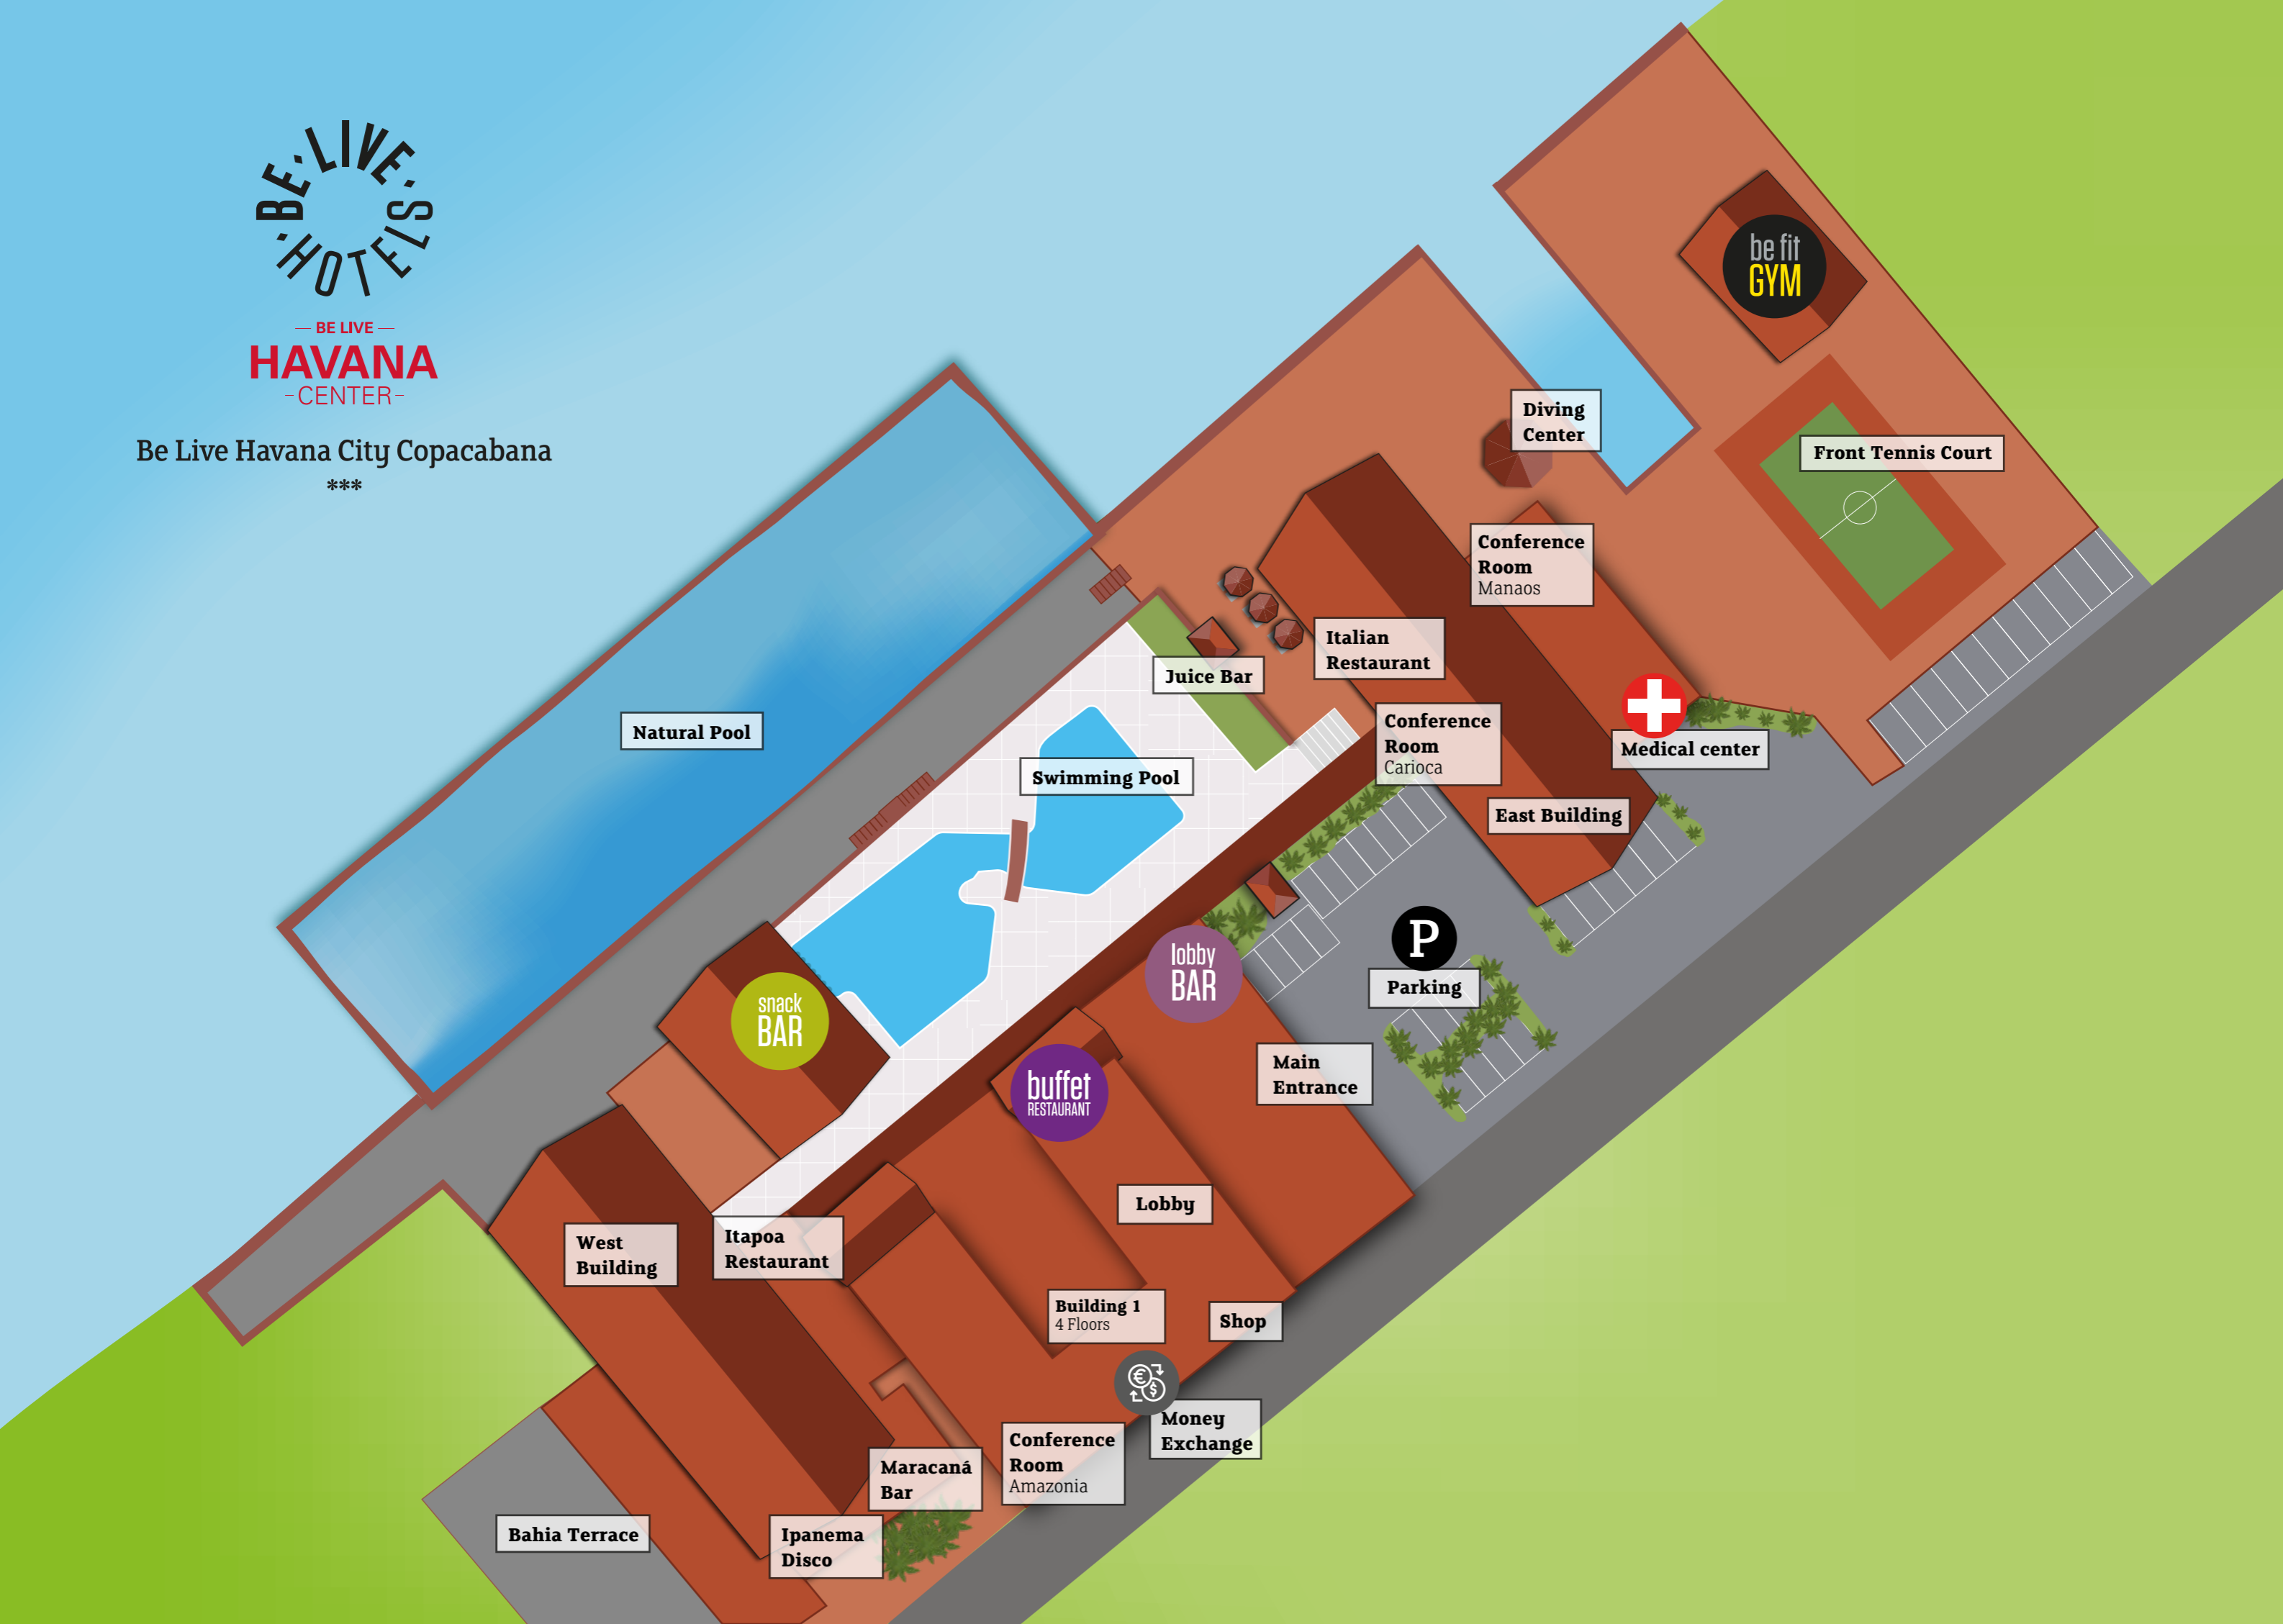 BE·LIVE·
HOTELS
BE LIVE
HAVANA
CENTER
Be Live Havana City Copacabana
***
be fit
GYM
Diving
Center
Front Tennis Court
Conference
Room
Manaos
Italian
Restaurant
Juice Bar
Natural Pool
Swimming Pool
Conference
Room
Carioca
Medical center
East Building
P
Parking
lobby
BAR
snack
BAR
buffet
RESTAURANT
Main
Entrance
Lobby
West
Building
Itapoa
Restaurant
Building 1
4 Floors
Shop
€
$
Money
Exchange
Conference
Room
Amazonia
Maracaná
Bar
Bahia Terrace
Ipanema
Disco